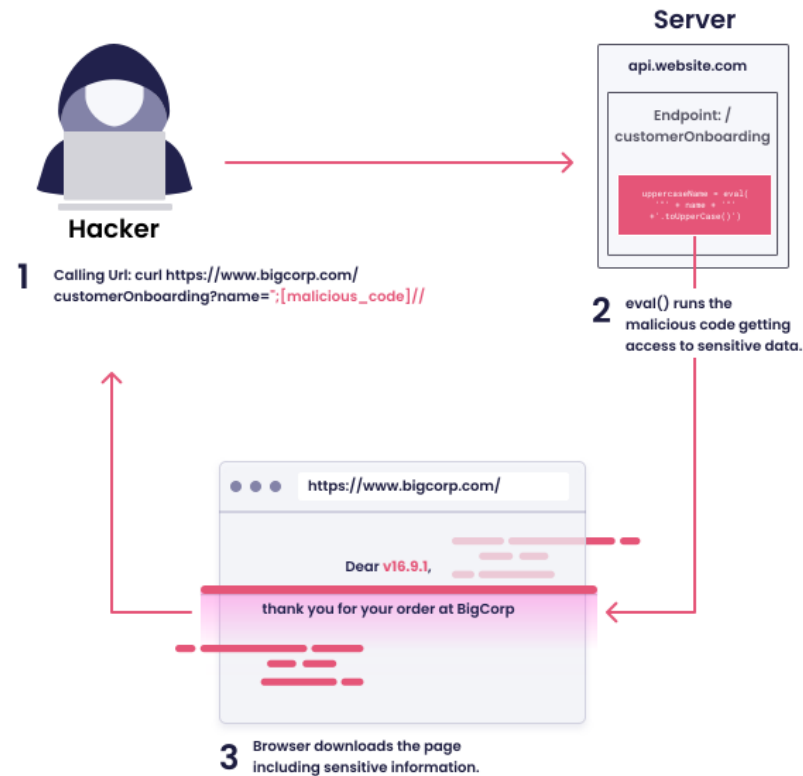 Server
api.website.com
Endpoint: /
customerOnboarding
uppercaseName = eval(
'"' + name + '"'
+'.toUpperCase()')
Hacker
1
Calling Url: curl https://www.bigcorp.com/
customerOnboarding?name=";[malicious_code]//
2
eval() runs the
malicious code getting
access to sensitive data.
https://www.bigcorp.com/
Dear v16.9.1,
thank you for your order at BigCorp
3
Browser downloads the page
including sensitive information.